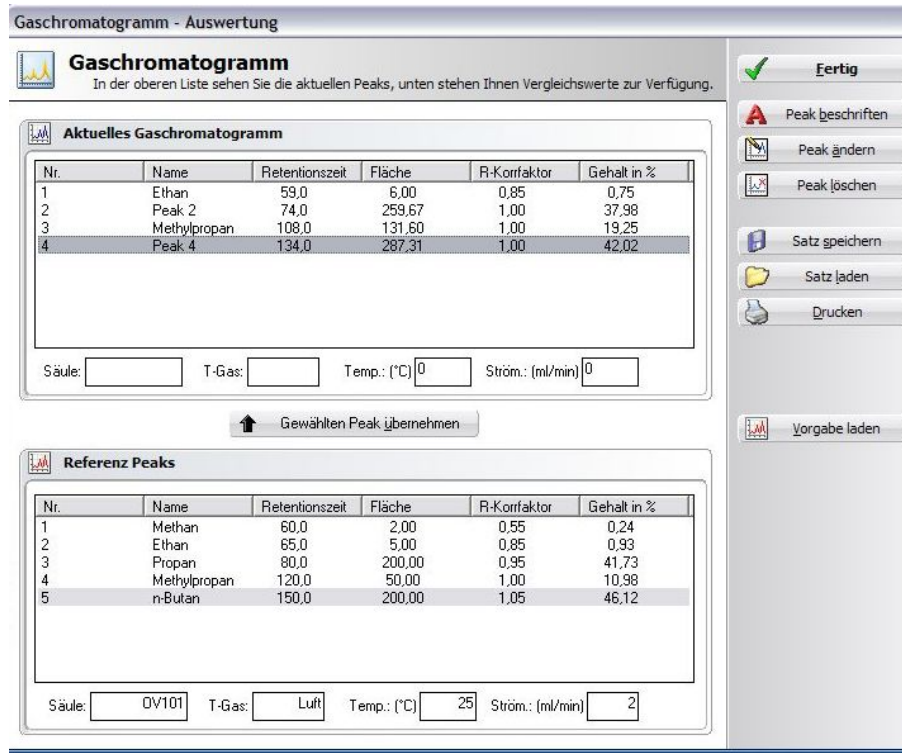 Gaschromatogramm - Auswertung
Gaschromatogramm
In der oberen Liste sehen Sie die aktuellen Peaks, unten stehen Ihnen Vergleichswerte zur Verfügung.
Aktuelles Gaschromatogramm
Nr. Name Retentionszeit Fläche R-Korrfaktor Gehalt in %
1 Ethan 59,0 6,00 0,85 0,75
2 Peak 2 74,0 259,67 1,00 37,98
3 Methylpropan 108,0 131,60 1,00 19,25
4 Peak 4 134,0 287,31 1,00 42,02
Säule: T-Gas: Temp.: (°C) 0 Ström.: (ml/min) 0
Gewählten Peak übernehmen
Referenz Peaks
Nr. Name Retentionszeit Fläche R-Korrfaktor Gehalt in %
1 Methan 60,0 2,00 0,55 0,24
2 Ethan 65,0 5,00 0,85 0,93
3 Propan 80,0 200,00 0,95 41,73
4 Methylpropan 120,0 50,00 1,00 10,98
5 n-Butan 150,0 200,00 1,05 46,12
Säule: OV101 T-Gas: Luft Temp.: (°C) 25 Ström.: (ml/min) 2
Fertig
Peak beschriften
Peak ändern
Peak löschen
Satz speichern
Satz laden
Drucken
Vorgabe laden